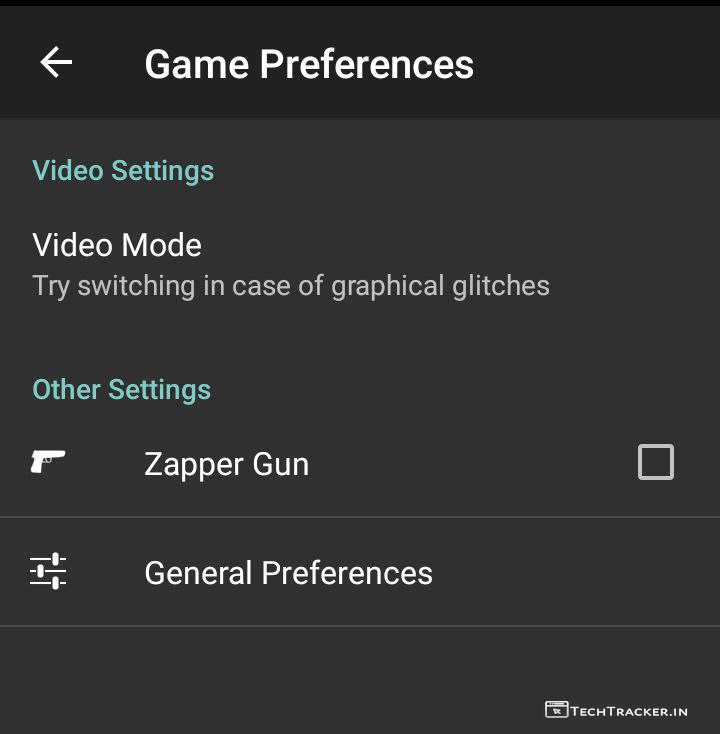 Game Preferences
Video Settings
Video Mode
Try switching in case of graphical glitches
Other Settings
Zapper Gun
General Preferences
TECHTRACKER.IN